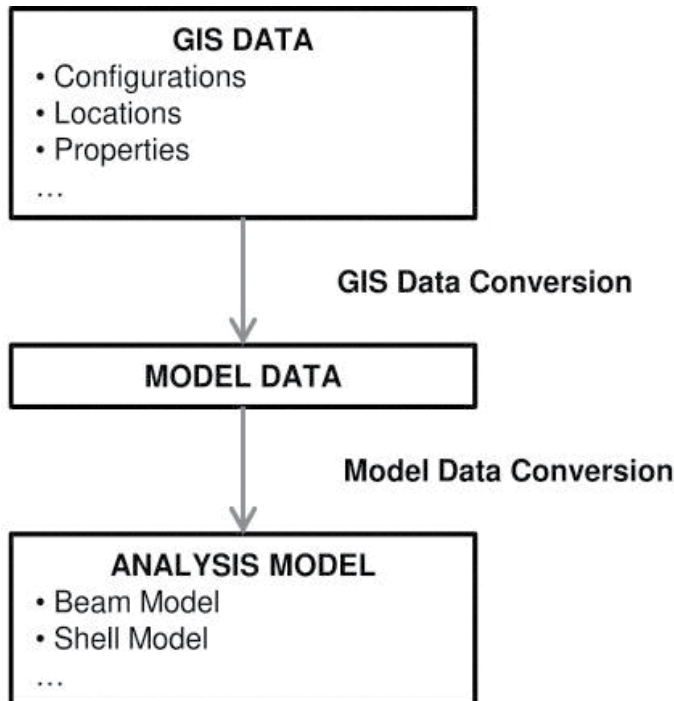 GIS DATA
• Configurations
• Locations
• Properties
…
GIS Data Conversion
MODEL DATA
Model Data Conversion
ANALYSIS MODEL
• Beam Model
• Shell Model
…